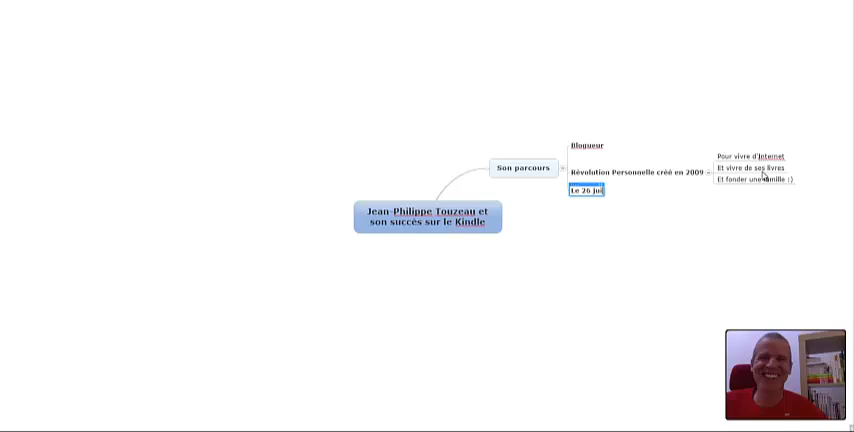 Blogueur
Son parcours
Révolution Personnelle créé en 2009
Pour vivre d'Internet
Et vivre de ses livres
Et fonder une famille :)
Le 26 jui
Jean-Philippe Touzeau et
son succès sur le Kindle